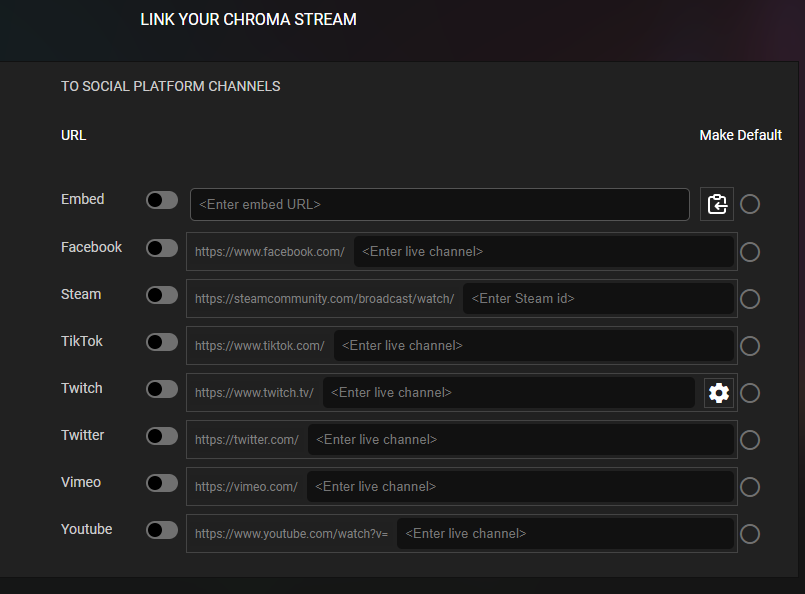 LINK YOUR CHROMA STREAM
TO SOCIAL PLATFORM CHANNELS
URL Make Default
Embed <Enter embed URL>
Facebook https://www.facebook.com/ <Enter live channel>
Steam https://steamcommunity.com/broadcast/watch/ <Enter Steam id>
TikTok https://www.tiktok.com/ <Enter live channel>
Twitch https://www.twitch.tv/ <Enter live channel>
Twitter https://twitter.com/ <Enter live channel>
Vimeo https://vimeo.com/ <Enter live channel>
Youtube https://www.youtube.com/watch?v= <Enter live channel>